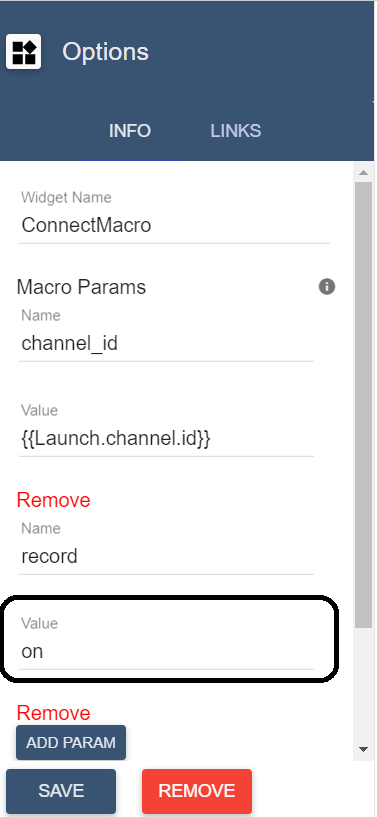 Options
INFO LINKS
Widget Name
ConnectMacro
Macro Params
Name
channel_id
Value
{{Launch.channel.id}}
Remove
Name
record
Value
on
Remove
ADD PARAM
SAVE REMOVE